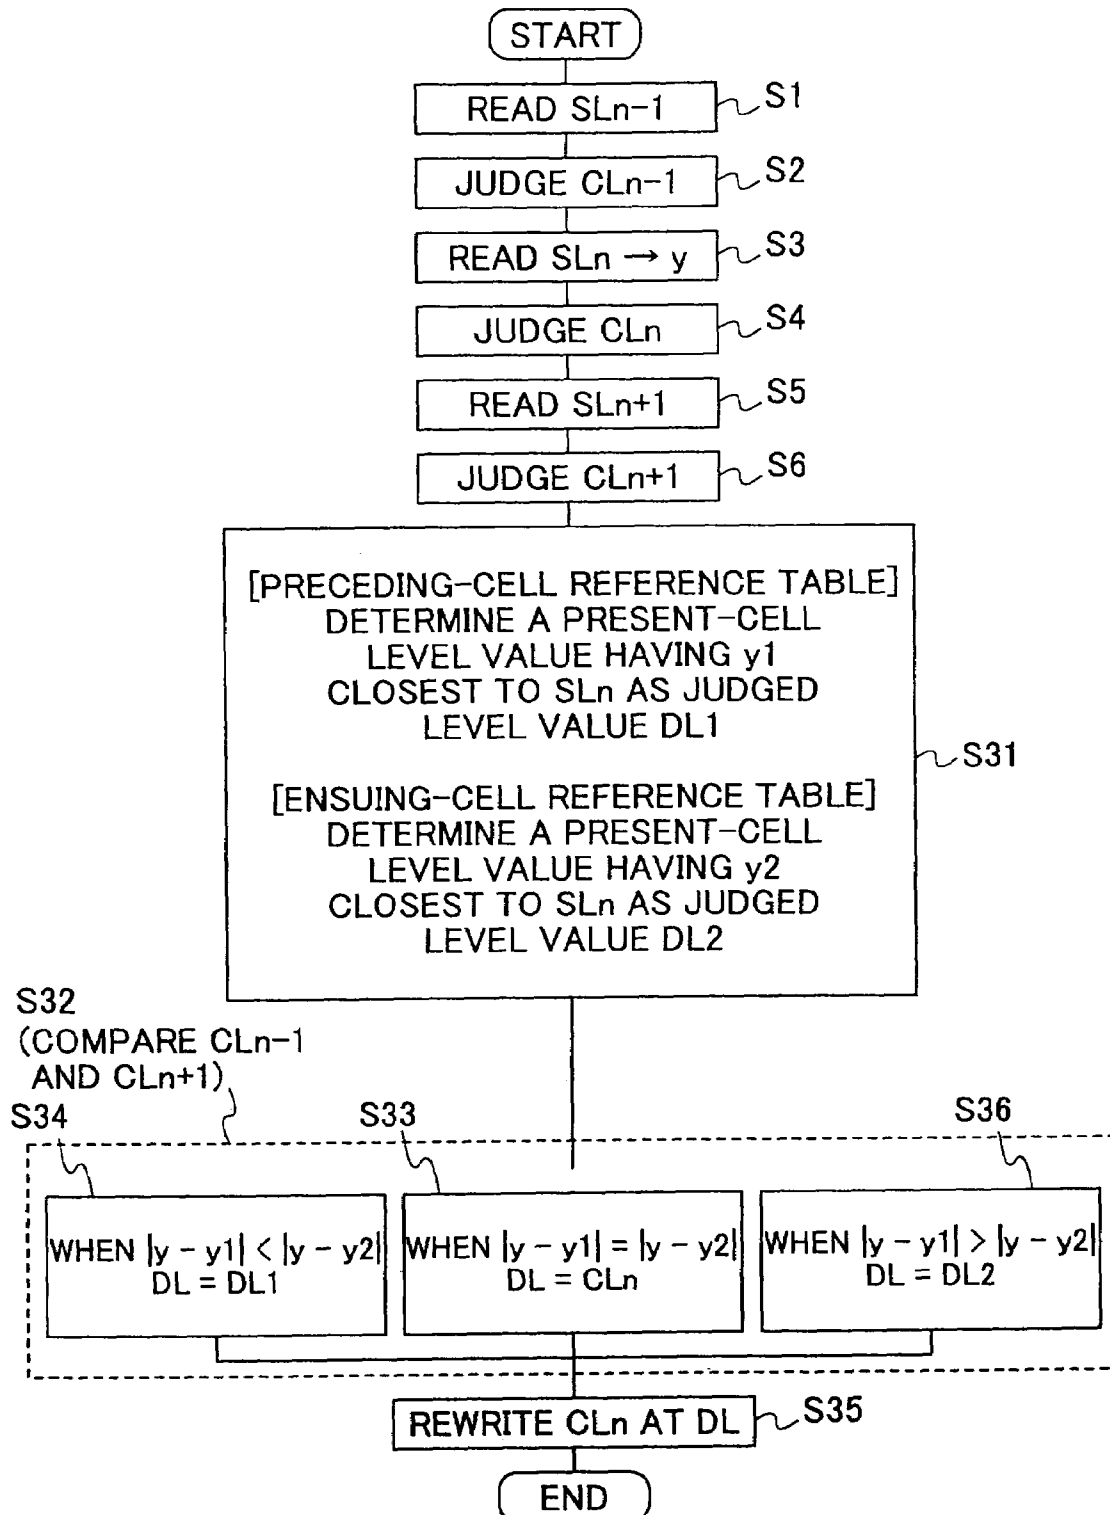 START
READ SLn-1
S1
JUDGE CLn-1
S2
READ SLn → y
S3
JUDGE CLn
S4
READ SLn+1
S5
JUDGE CLn+1
S6
[PRECEDING-CELL REFERENCE TABLE]
DETERMINE A PRESENT-CELL
LEVEL VALUE HAVING y1
CLOSEST TO SLn AS JUDGED
LEVEL VALUE DL1
[ENSUING-CELL REFERENCE TABLE]
DETERMINE A PRESENT-CELL
LEVEL VALUE HAVING y2
CLOSEST TO SLn AS JUDGED
LEVEL VALUE DL2
S31
S32
(COMPARE CLn-1
AND CLn+1)
S34
WHEN |y - y1| < |y - y2|
DL = DL1
S33
WHEN |y - y1| = |y - y2|
DL = CLn
S36
WHEN |y - y1| > |y - y2|
DL = DL2
REWRITE CLn AT DL
S35
END